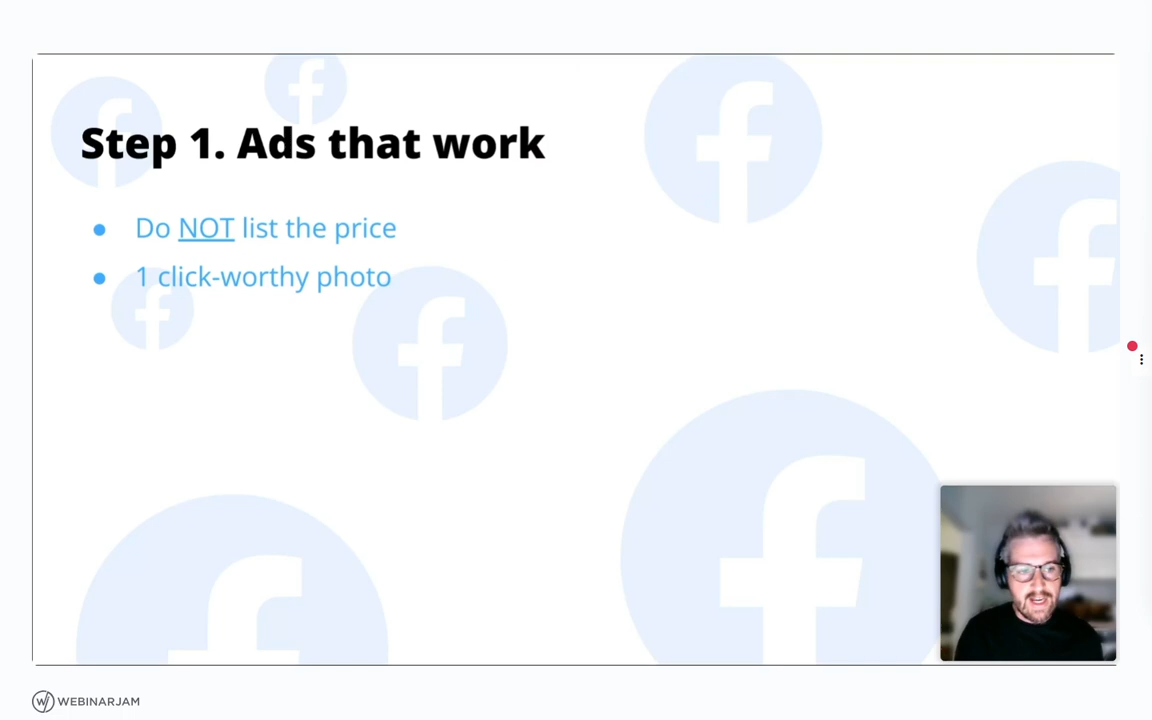 Step 1. Ads that work
● Do NOT list the price
● 1 click-worthy photo
WEBINARJAM